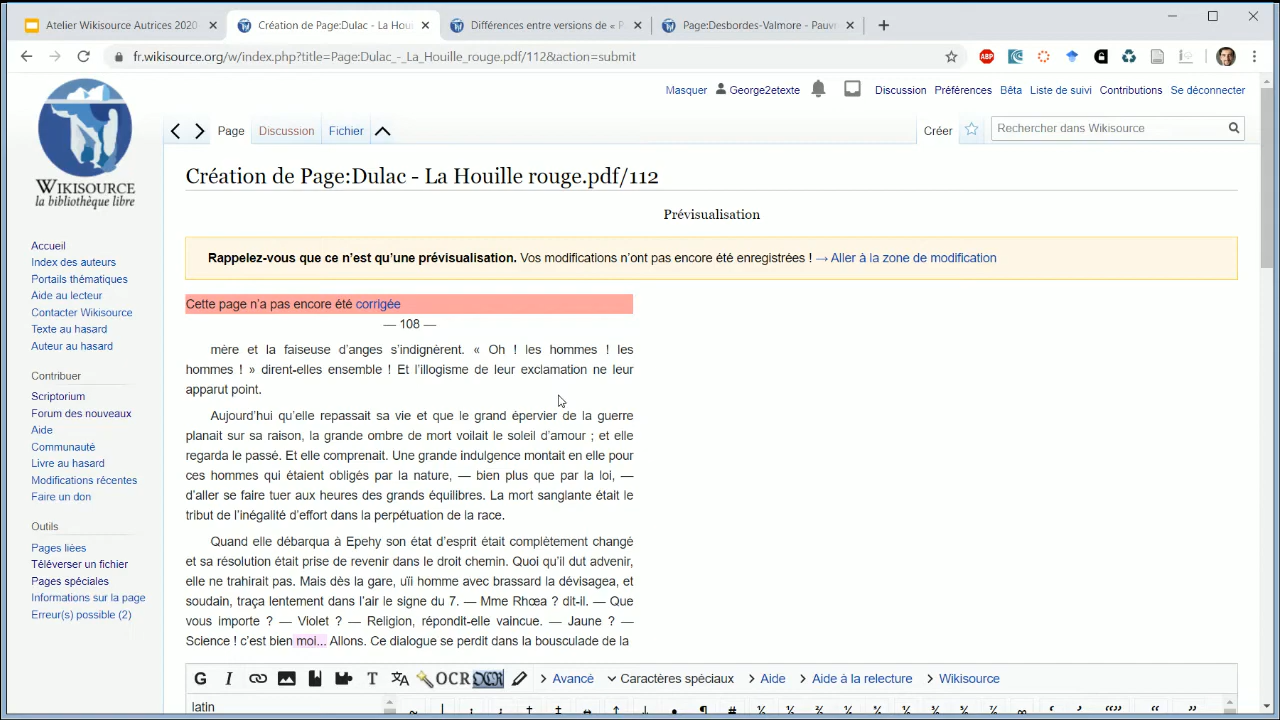 Atelier Wikisource Autrices 2020
Création de Page:Dulac - La Hou
Différences entre versions de « P
Page:Desbordes-Valmore - Pauvr
fr.wikisource.org/w/index.php?title=Page:Dulac_-_La_Houille_rouge.pdf/112&action=submit
ABP
Masquer George2etexte Discussion Préférences Bêta Liste de suivi Contributions Se déconnecter
Page Discussion Fichier Créer Rechercher dans Wikisource
WIKISOURCE
la bibliothèque libre
Accueil
Index des auteurs
Portails thématiques
Aide au lecteur
Contacter Wikisource
Texte au hasard
Auteur au hasard
Contribuer
Scriptorium
Forum des nouveaux
Aide
Communauté
Livre au hasard
Modifications récentes
Faire un don
Outils
Pages liées
Téléverser un fichier
Pages spéciales
Informations sur la page
Erreur(s) possible (2)
Création de Page:Dulac - La Houille rouge.pdf/112
Prévisualisation
Rappelez-vous que ce n’est qu’une prévisualisation. Vos modifications n’ont pas encore été enregistrées ! → Aller à la zone de modification
Cette page n’a pas encore été corrigée
— 108 —
mère et la faiseuse d’anges s’indignèrent. « Oh ! les hommes ! les
hommes ! » dirent-elles ensemble ! Et l’illogisme de leur exclamation ne leur
apparut point.
Aujourd’hui qu’elle repassait sa vie et que le grand épervier de la guerre
planait sur sa raison, la grande ombre de mort voilait le soleil d’amour ; et elle
regarda le passé. Et elle comprenait. Une grande indulgence montait en elle pour
ces hommes qui étaient obligés par la nature, — bien plus que par la loi, —
d’aller se faire tuer aux heures des grands équilibres. La mort sanglante était le
tribut de l’inégalité d’effort dans la perpétuation de la race.
Quand elle débarqua à Epehy son état d’esprit était complètement changé
et sa résolution était prise de revenir dans le droit chemin. Quoi qu’il dut advenir,
elle ne trahirait pas. Mais dès la gare, uïi homme avec brassard la dévisagea, et
soudain, traça lentement dans l’air le signe du 7. — Mme Rhœa ? dit-il. — Que
vous importe ? — Violet ? — Religion, répondit-elle vaincue. — Jaune ? —
Science ! c’est bien moi... Allons. Ce dialogue se perdit dans la bousculade de la
G I T OCR OCR Avancé Caractères spéciaux Aide Aide à la relecture Wikisource
latin